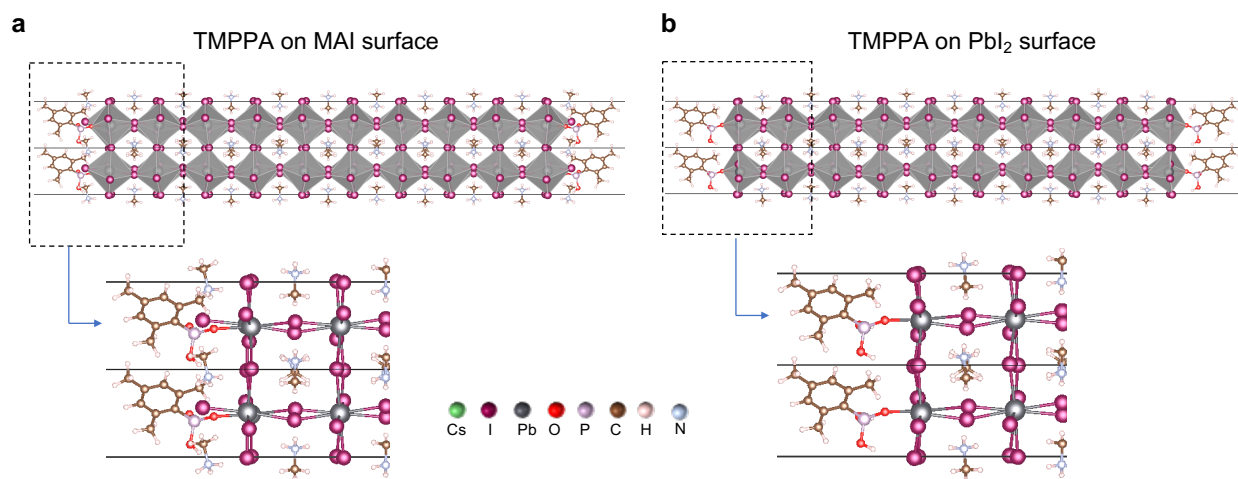 a
TMPPA on MAI surface
b
TMPPA on PbI₂ surface
Cs I Pb O P C H N